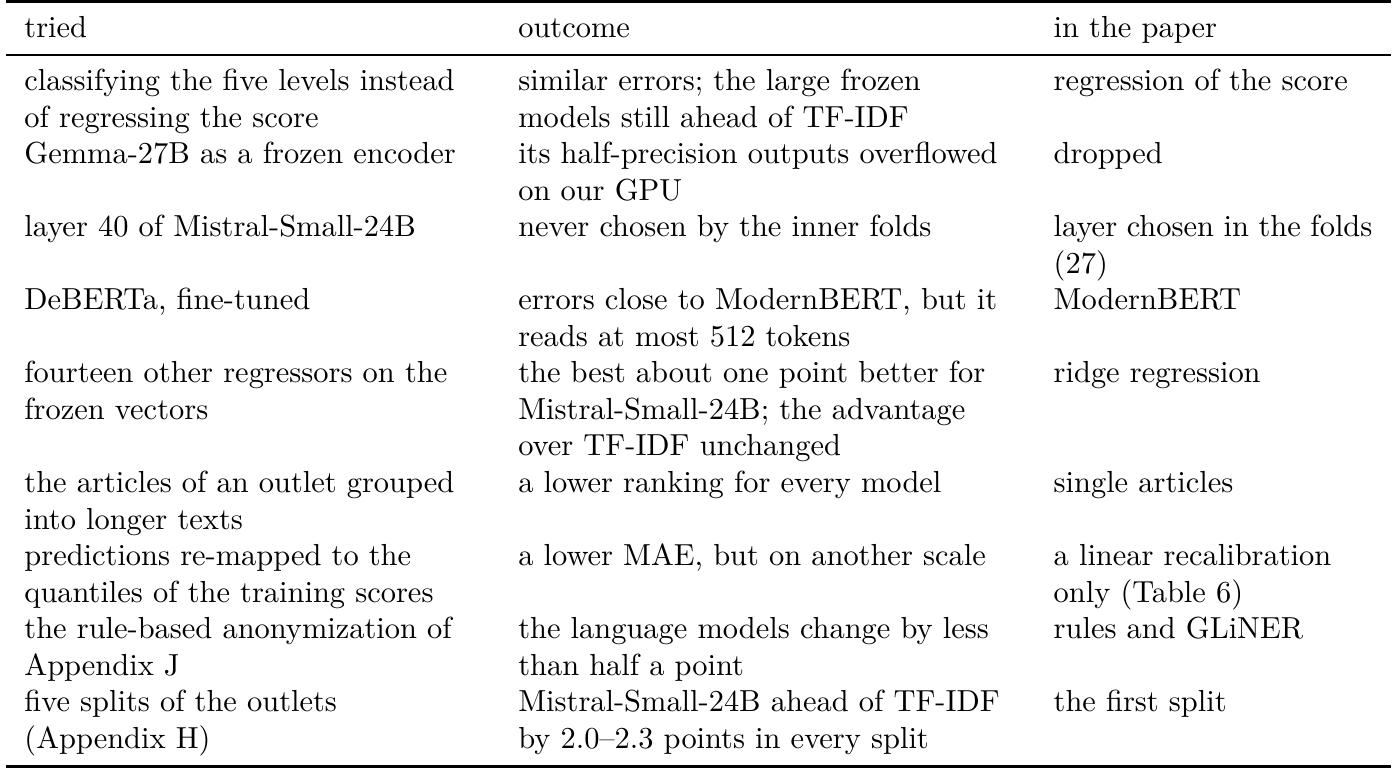 tried outcome in the paper
classifying the five levels instead similar errors; the large frozen regression of the score
of regressing the score models still ahead of TF-IDF
Gemma-27B as a frozen encoder its half-precision outputs overflowed dropped
on our GPU
layer 40 of Mistral-Small-24B never chosen by the inner folds layer chosen in the folds
(27)
DeBERTa, fine-tuned errors close to ModernBERT, but it ModernBERT
reads at most 512 tokens
fourteen other regressors on the the best about one point better for ridge regression
frozen vectors Mistral-Small-24B; the advantage
over TF-IDF unchanged
the articles of an outlet grouped a lower ranking for every model single articles
into longer texts
predictions re-mapped to the a lower MAE, but on another scale a linear recalibration
quantiles of the training scores only (Table 6)
the rule-based anonymization of the language models change by less rules and GLiNER
Appendix J than half a point
five splits of the outlets Mistral-Small-24B ahead of TF-IDF the first split
(Appendix H) by 2.0–2.3 points in every split